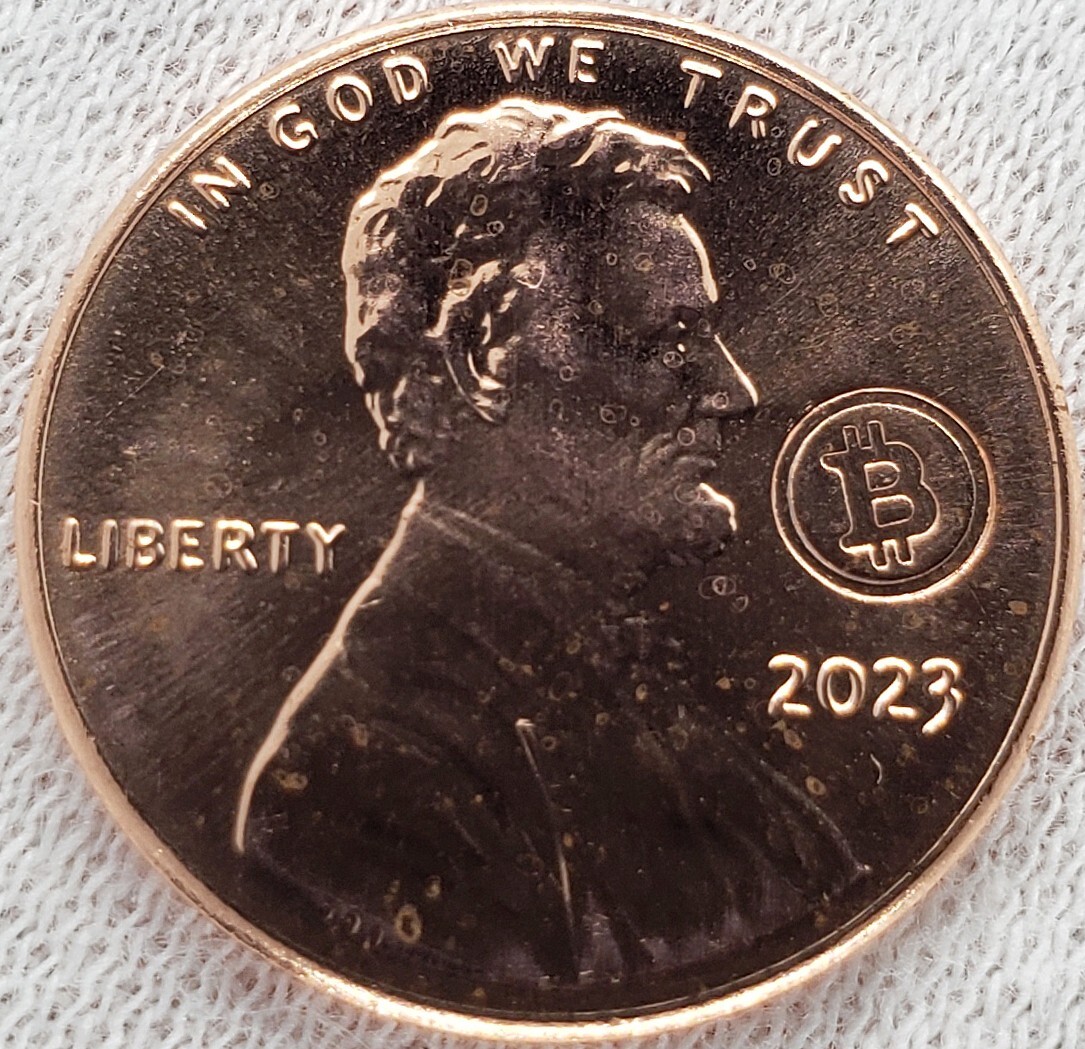 IN GOD WE TRUST
LIBERTY
₿
2023